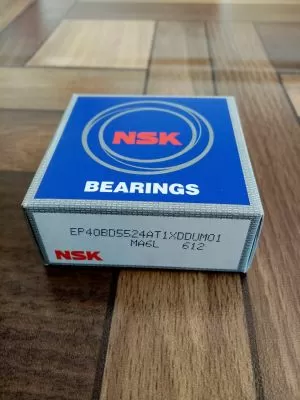 NSK
BEARINGS
EP40BD5524AT1XDDUM01
MA6L 612
NSK